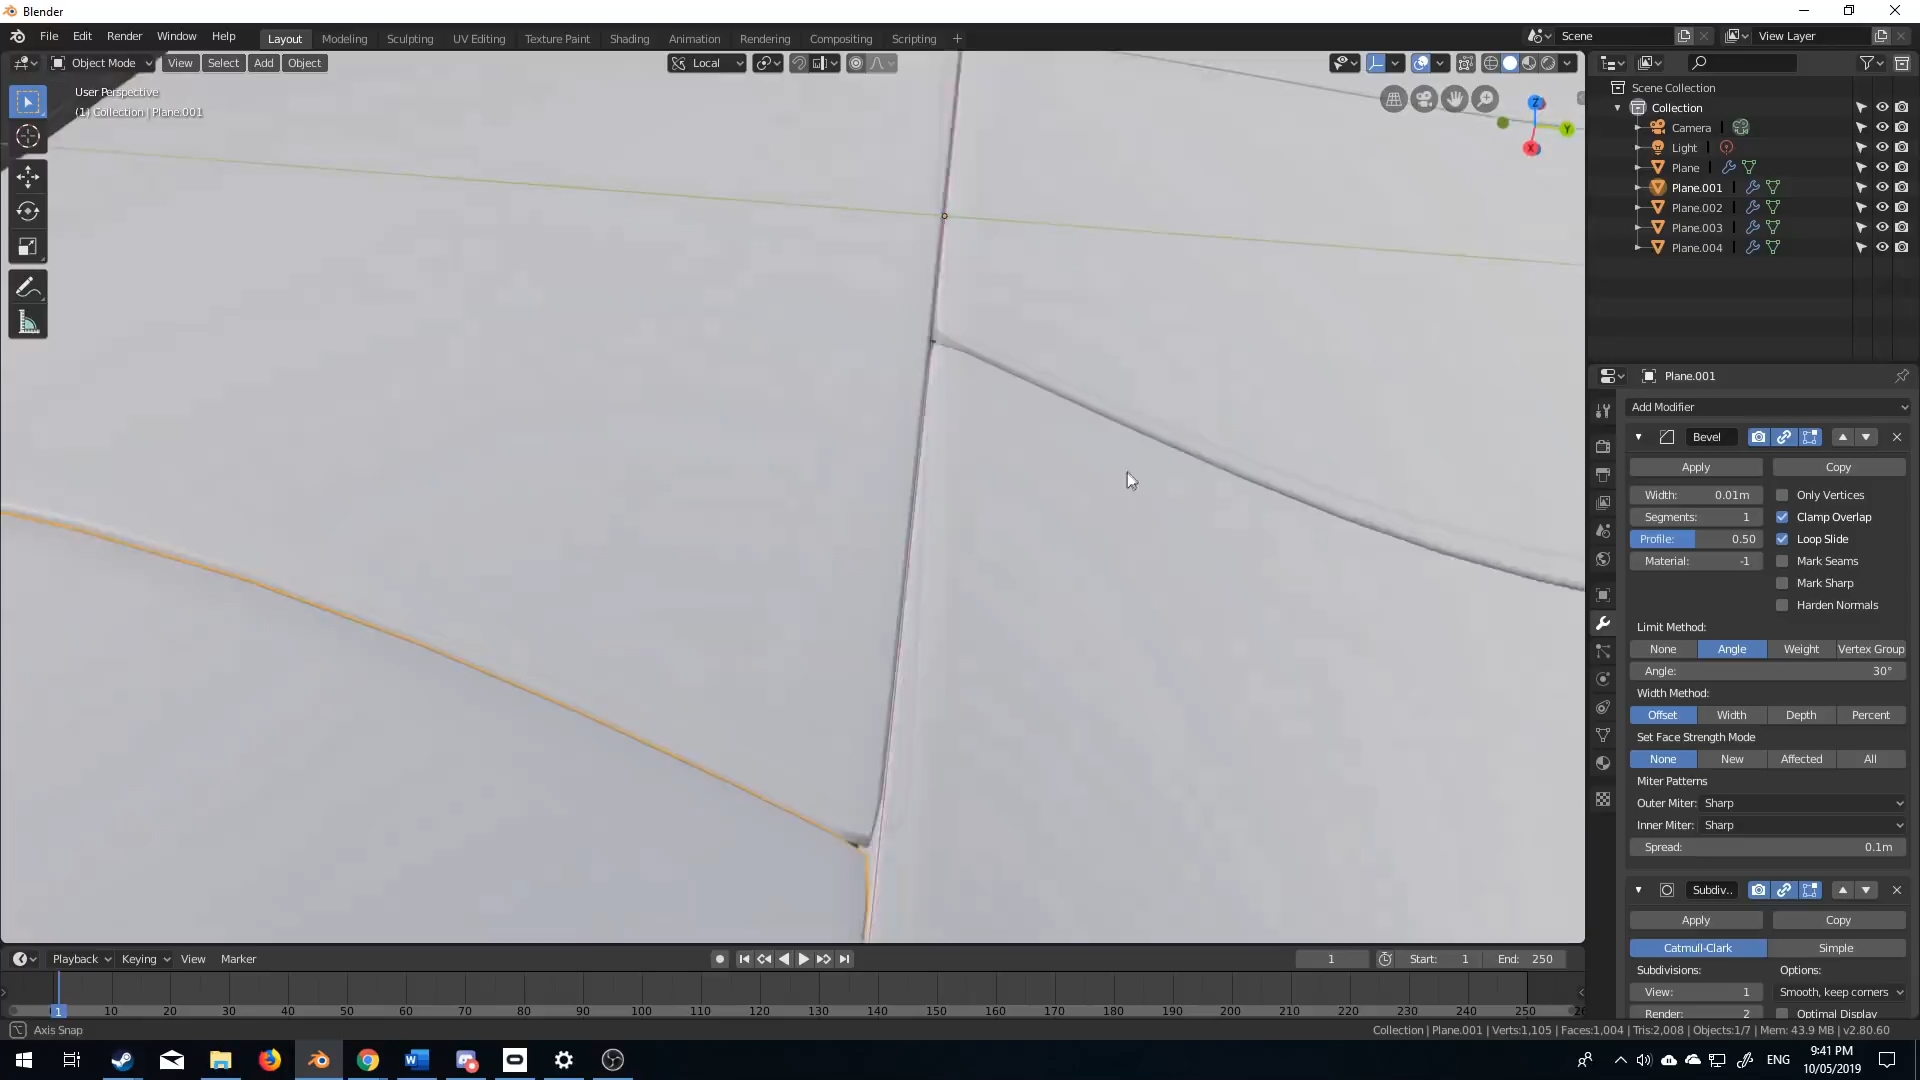 Blender
File Edit Render Window Help
Layout Modeling Sculpting UV Editing Texture Paint Shading Animation Rendering Compositing Scripting
Scene
View Layer
Object Mode View Select Add Object
Local
User Perspective
(1) Collection | Plane.001
Z
Y
X
Scene Collection
Collection
Camera
Light
Plane
Plane.001
Plane.002
Plane.003
Plane.004
Plane.001
Add Modifier
Bevel
Apply Copy
Width: 0.01m Only Vertices
Segments: 1 Clamp Overlap
Profile: 0.50 Loop Slide
Material: -1 Mark Seams
Mark Sharp
Harden Normals
Limit Method:
None Angle Weight Vertex Group
Angle: 30°
Width Method:
Offset Width Depth Percent
Set Face Strength Mode
None New Affected All
Miter Patterns
Outer Miter: Sharp
Inner Miter: Sharp
Spread: 0.1m
Subdiv..
Apply Copy
Catmull-Clark Simple
Subdivisions: Options:
View: 1 Smooth, keep corners
Render: 2 Optimal Display
Playback Keying View Marker
1 Start: 1 End: 250
1 10 20 30 40 50 60 70 80 90 100 110 120 130 140 150 160 170 180 190 200 210 220 230 240 250 26
Axis Snap
Collection | Plane.001 | Verts:1,105 | Faces:1,004 | Tris:2,008 | Objects:1/7 | Mem: 43.9 MB | v2.80.60
ENG
9:41 PM
10/05/2019